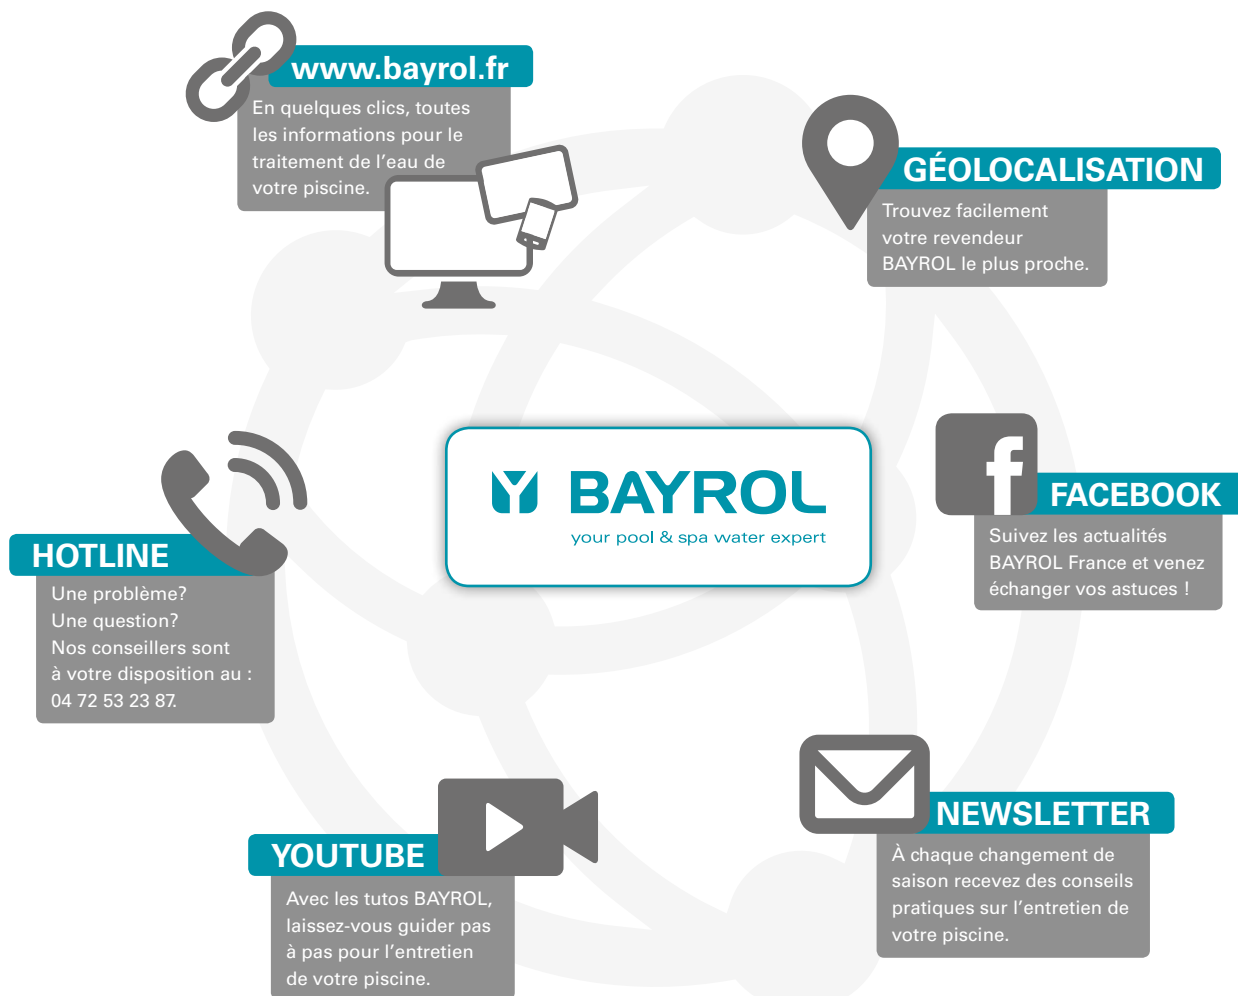 www.bayrol.fr
En quelques clics, toutes
les informations pour le
traitement de l'eau de
votre piscine.
GÉOLOCALISATION
Trouvez facilement
votre revendeur
BAYROL le plus proche.
BAYROL
your pool & spa water expert
FACEBOOK
Suivez les actualités
BAYROL France et venez
échanger vos astuces !
HOTLINE
Une problème?
Une question?
Nos conseillers sont
à votre disposition au :
04 72 53 23 87.
NEWSLETTER
À chaque changement de
saison recevez des conseils
pratiques sur l'entretien de
votre piscine.
YOUTUBE
Avec les tutos BAYROL,
laissez-vous guider pas
à pas pour l'entretien
de votre piscine.